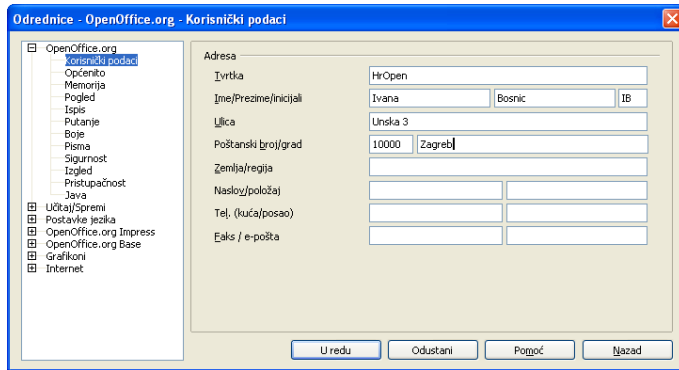 Odrednice - OpenOffice.org - Korisnički podaci
OpenOffice.org
Korisnički podaci
Općenito
Memorija
Pogled
Ispis
Putanje
Boje
Pisma
Sigurnost
Izgled
Pristupačnost
Java
Učitaj/Spremi
Postavke jezika
OpenOffice.org Impress
OpenOffice.org Base
Grafikoni
Internet
Adresa
Tvrtka HrOpen
Ime/Prezime/inicijali Ivana Bosnic IB
Ulica Unska 3
Poštanski broj/grad 10000 Zagreb
Zemlja/regija
Naslov/položaj
Tel. (kuća/posao)
Faks / e-pošta
U redu Odustani Pomoć Nazad